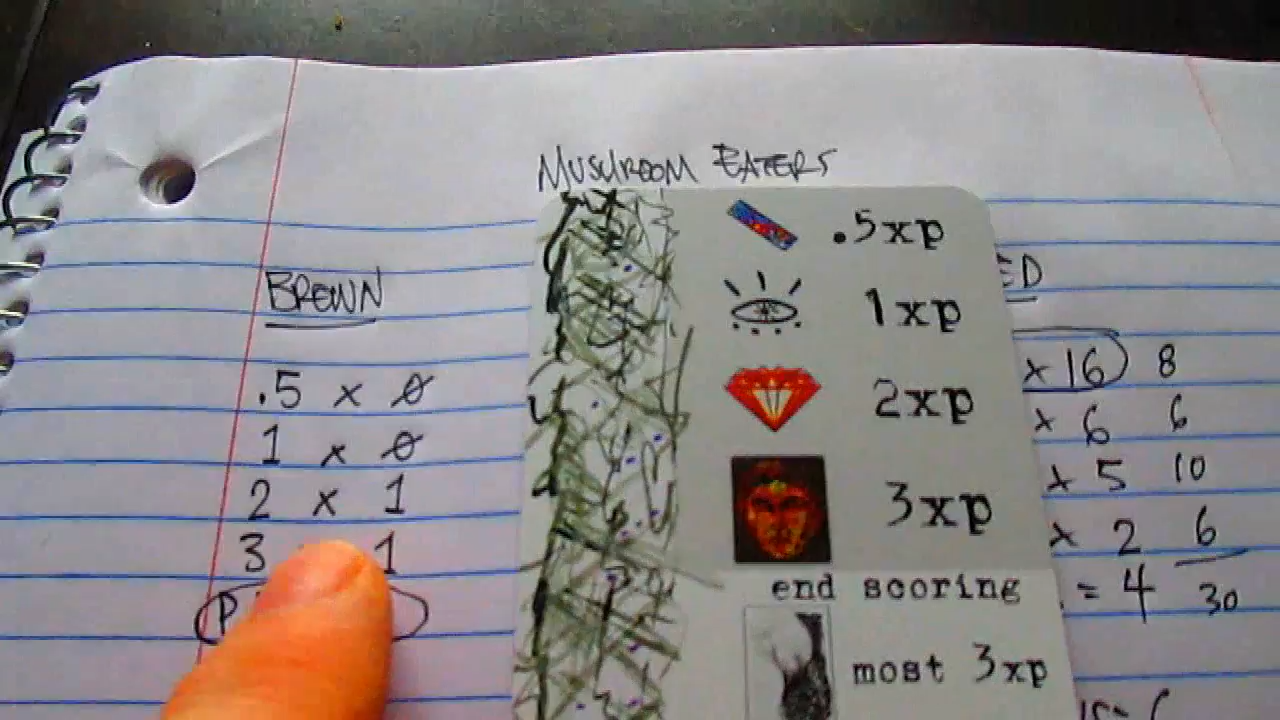 MUSHROOM EATERS
BROWN
.5 x 0
1 x 0
2 x 1
3 1
P
.5xp
1xp
2xp
3xp
end scoring
most 3xp
ED
x 16 8
x 6 6
x 5 10
x 2 6
= 4 30